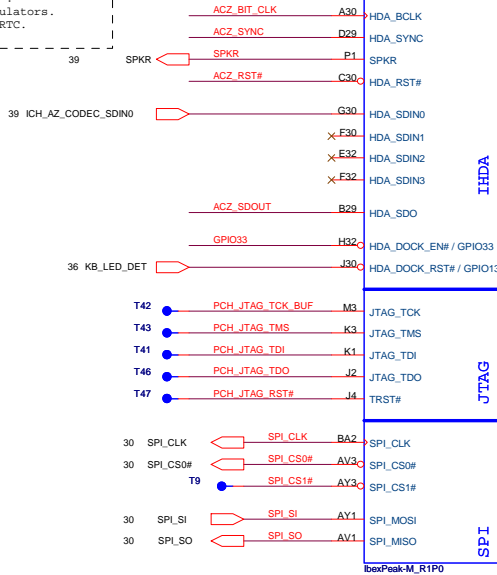 ulators.
RTC.
ACZ_BIT_CLK A30 HDA_BCLK
ACZ_SYNC D29 HDA_SYNC
39 SPKR SPKR P1 SPKR
ACZ_RST# C30 HDA_RST#
39 ICH_AZ_CODEC_SDIN0 G30 HDA_SDIN0
F30 HDA_SDIN1
E32 HDA_SDIN2
F32 HDA_SDIN3
IHDA
ACZ_SDOUT B29 HDA_SDO
GPIO33 H32 HDA_DOCK_EN# / GPIO33
36 KB_LED_DET J30 HDA_DOCK_RST# / GPIO13
T42 PCH_JTAG_TCK_BUF M3 JTAG_TCK
T43 PCH_JTAG_TMS K3 JTAG_TMS
T41 PCH_JTAG_TDI K1 JTAG_TDI
T46 PCH_JTAG_TDO J2 JTAG_TDO
T47 PCH_JTAG_RST# J4 TRST#
JTAG
30 SPI_CLK SPI_CLK BA2 SPI_CLK
30 SPI_CS0# SPI_CS0# AV3 SPI_CS0#
T9 SPI_CS1# AY3 SPI_CS1#
30 SPI_SI SPI_SI AY1 SPI_MOSI
30 SPI_SO SPI_SO AV1 SPI_MISO
SPI
IbexPeak-M_R1P0